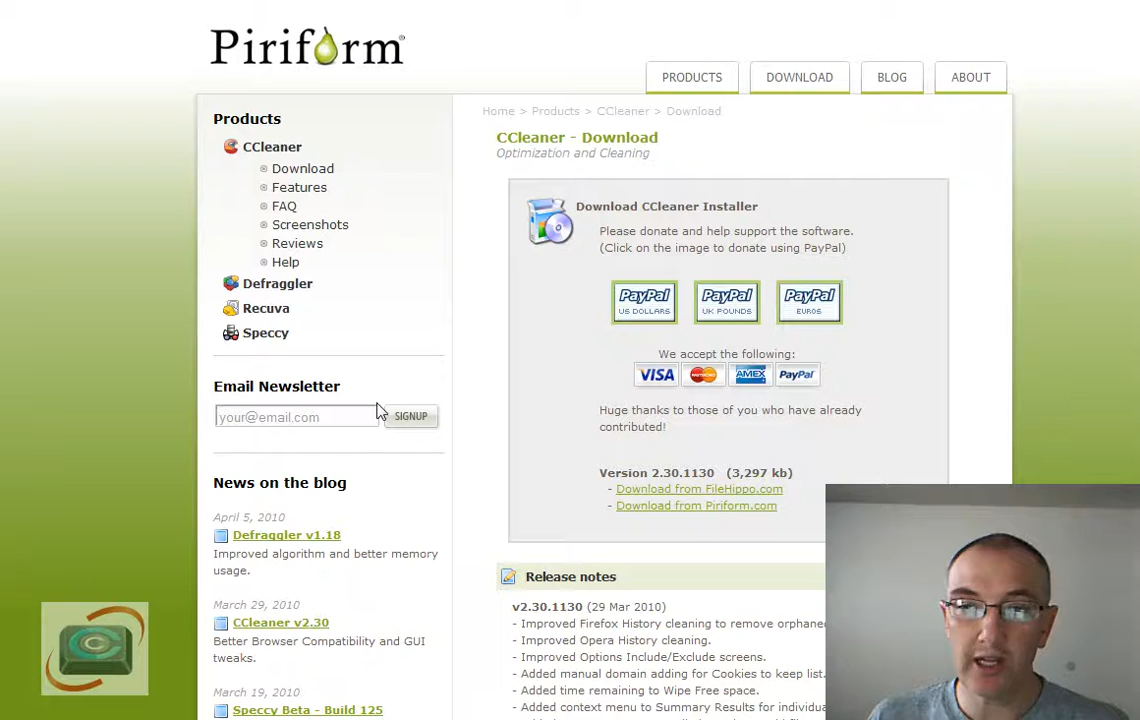 Piriform®
PRODUCTS
DOWNLOAD
BLOG
ABOUT
Products
CCleaner
Download
Features
FAQ
Screenshots
Reviews
Help
Defraggler
Recuva
Speccy
Email Newsletter
your@email.com
SIGNUP
News on the blog
April 5, 2010
Defraggler v1.18
Improved algorithm and better memory
usage.
March 29, 2010
CCleaner v2.30
Better Browser Compatibility and GUI
tweaks.
March 19, 2010
Speccy Beta - Build 125
Home > Products > CCleaner > Download
CCleaner - Download
Optimization and Cleaning
Download CCleaner Installer
Please donate and help support the software.
(Click on the image to donate using PayPal)
PayPal
US DOLLARS
PayPal
UK POUNDS
PayPal
EUROS
We accept the following:
VISA
MasterCard
AMEX
PayPal
Huge thanks to those of you who have already
contributed!
Version 2.30.1130 (3,297 kb)
- Download from FileHippo.com
- Download from Piriform.com
Release notes
v2.30.1130 (29 Mar 2010)
- Improved Firefox History cleaning to remove orphane
- Improved Opera History cleaning.
- Improved Options Include/Exclude screens.
- Added manual domain adding for Cookies to keep list.
- Added time remaining to Wipe Free space.
- Added context menu to Summary Results for individua